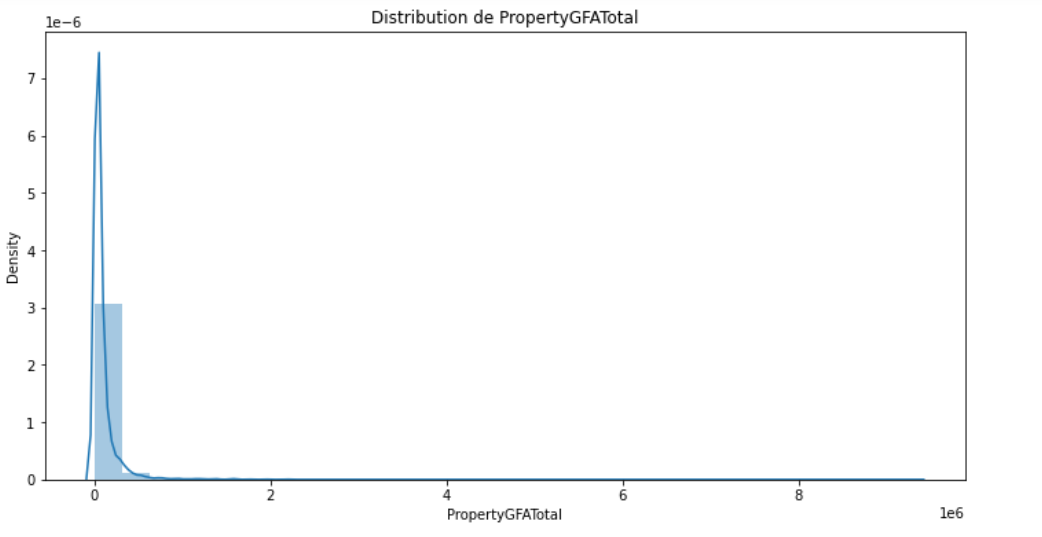 Distribution de PropertyGFATotal
1e−6
7
6
5
4
3
2
1
0
Density
0 2 4 6 8
1e6
PropertyGFATotal